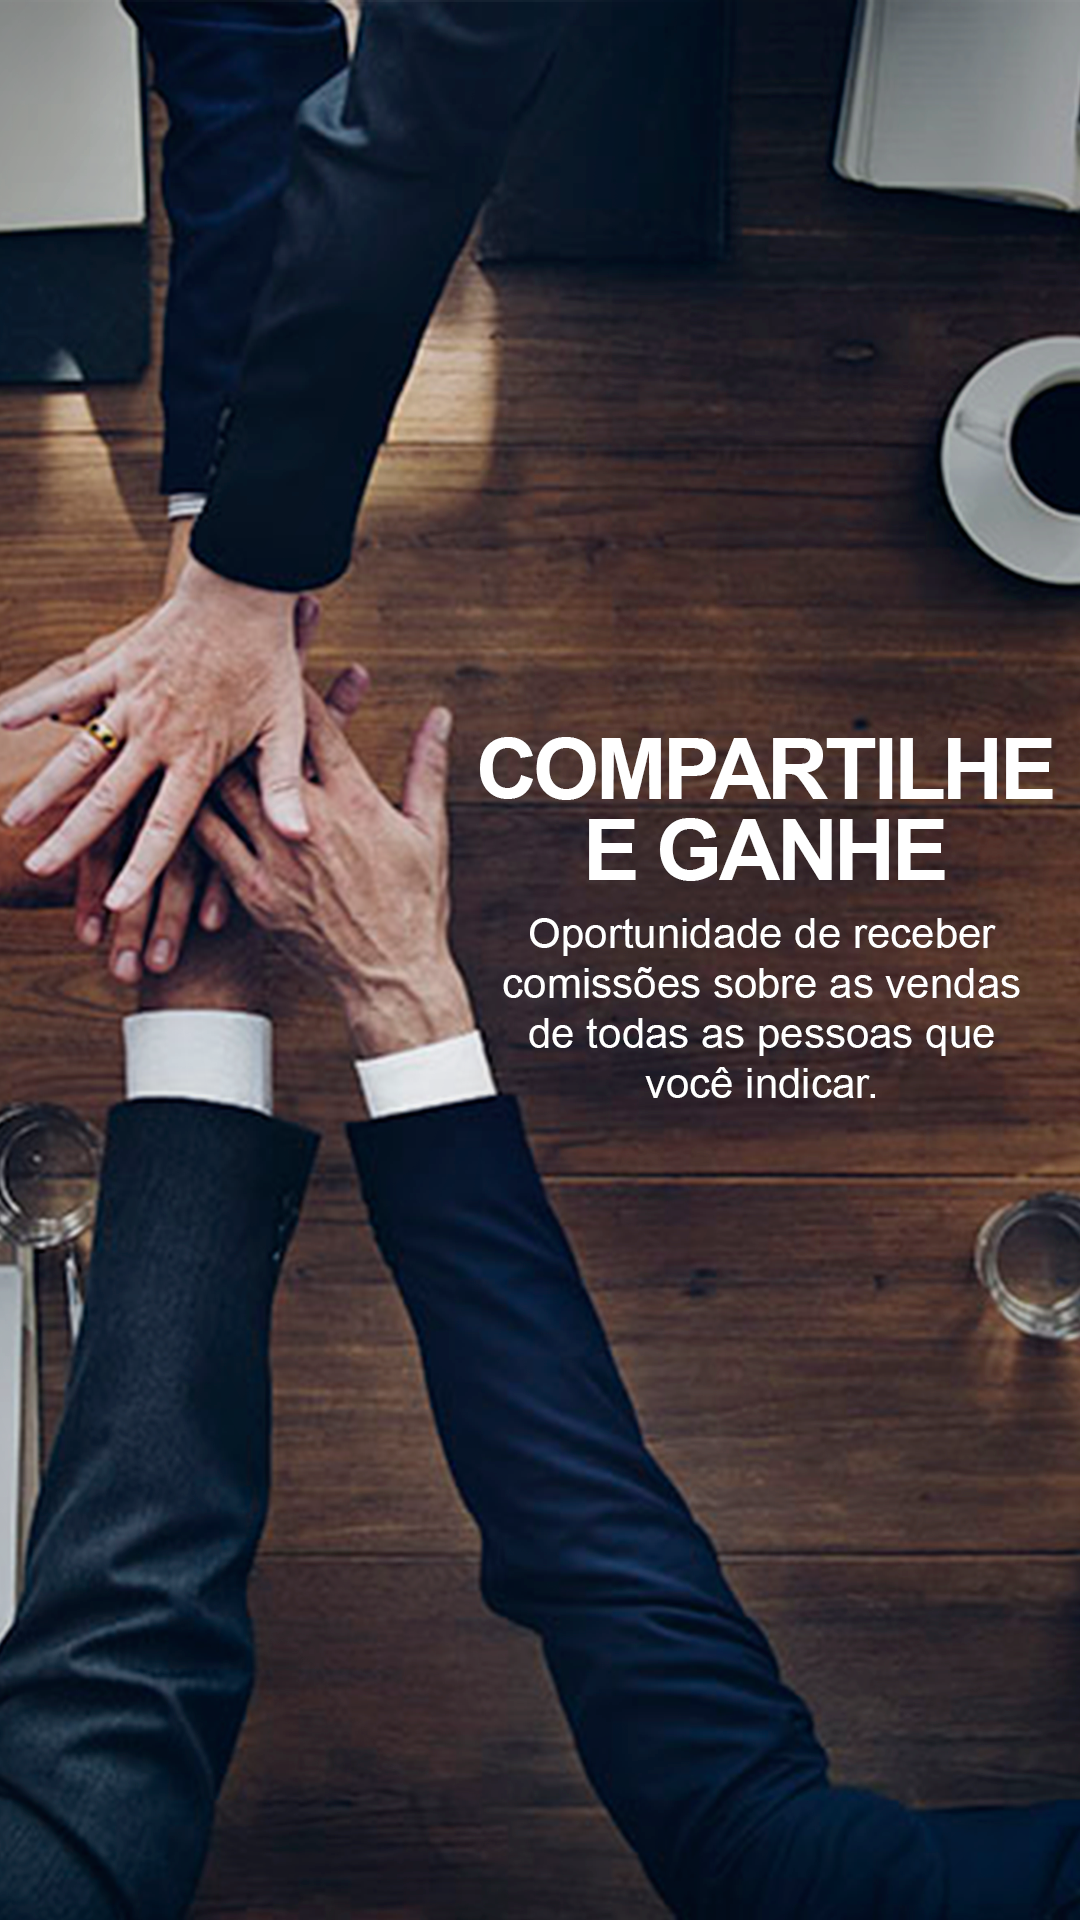 COMPARTILHE
E GANHE
Oportunidade de receber
comissões sobre as vendas
de todas as pessoas que
você indicar.